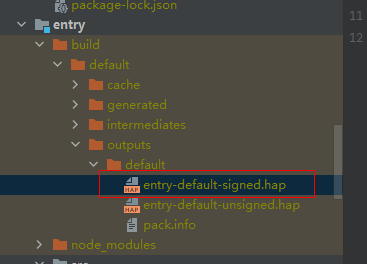 package-lock.json
11
entry
12
build
default
cache
generated
intermediates
outputs
default
entry-default-signed.hap
HAP
entry-default-unsigned.hap
HAP
pack.info
node_modules